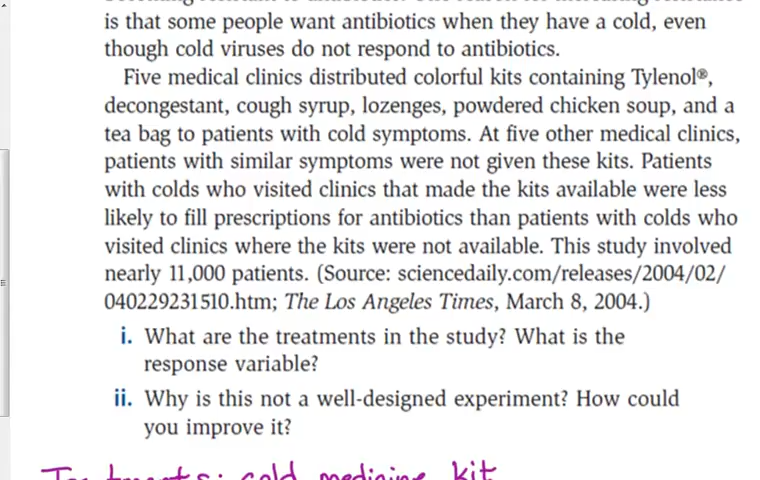 is that some people want antibiotics when they have a cold, even
though cold viruses do not respond to antibiotics.
Five medical clinics distributed colorful kits containing Tylenol®,
decongestant, cough syrup, lozenges, powdered chicken soup, and a
tea bag to patients with cold symptoms. At five other medical clinics,
patients with similar symptoms were not given these kits. Patients
with colds who visited clinics that made the kits available were less
likely to fill prescriptions for antibiotics than patients with colds who
visited clinics where the kits were not available. This study involved
nearly 11,000 patients. (Source: sciencedaily.com/releases/2004/02/
040229231510.htm; The Los Angeles Times, March 8, 2004.)
i. What are the treatments in the study? What is the
response variable?
ii. Why is this not a well-designed experiment? How could
you improve it?
Treatments: cold medicine kit